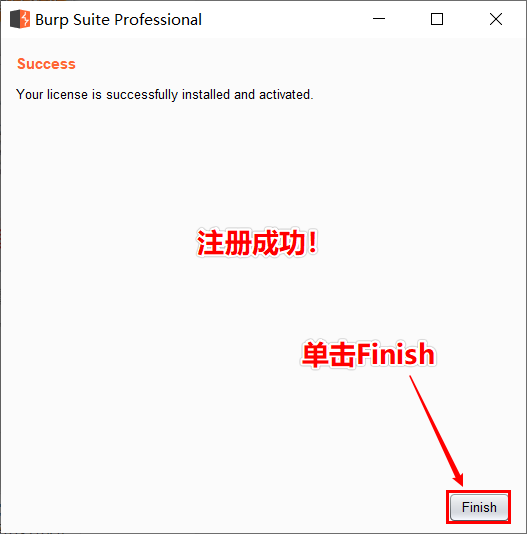 Burp Suite Professional
Success
Your license is successfully installed and activated.
注册成功！
单击Finish
Finish